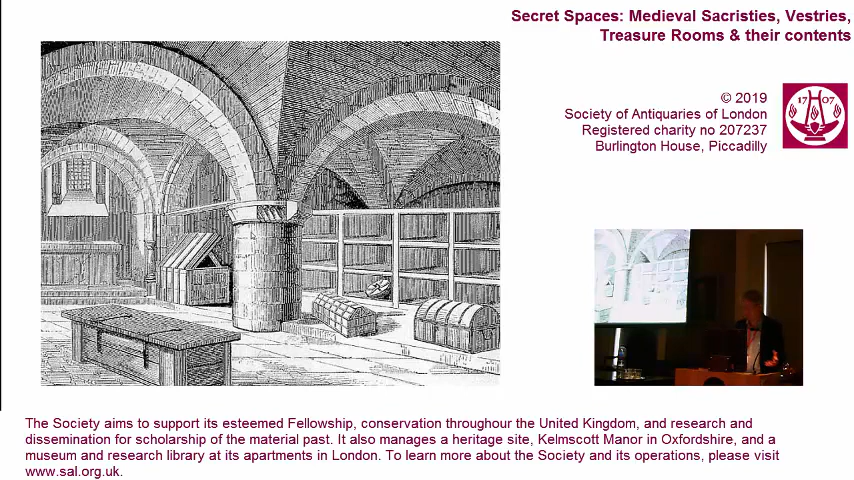 Secret Spaces: Medieval Sacristies, Vestries,
Treasure Rooms & their contents
© 2019
Society of Antiquaries of London
Registered charity no 207237
Burlington House, Piccadilly
17 07
The Society aims to support its esteemed Fellowship, conservation throughour the United Kingdom, and research and
dissemination for scholarship of the material past. It also manages a heritage site, Kelmscott Manor in Oxfordshire, and a
museum and research library at its apartments in London. To learn more about the Society and its operations, please visit
www.sal.org.uk.